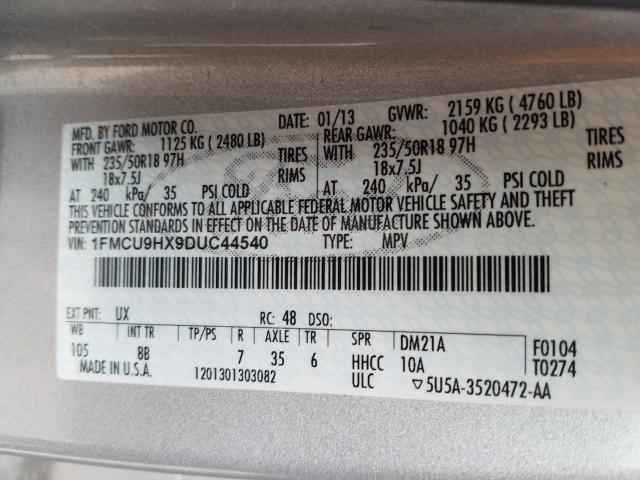 MFD. BY FORD MOTOR CO. DATE: 01/13 GVWR: 2159 KG ( 4760 LB)
FRONT GAWR: 1125 KG ( 2480 LB) REAR GAWR: 1040 KG ( 2293 LB)
WITH 235/50R18 97H TIRES WITH 235/50R18 97H TIRES
18x7.5J RIMS 18x7.5J RIMS
AT 240 kPa/ 35 PSI COLD AT 240 kPa/ 35 PSI COLD
THIS VEHICLE CONFORMS TO ALL APPLICABLE FEDERAL MOTOR VEHICLE SAFETY AND THEFT
PREVENTION STANDARDS IN EFFECT ON THE DATE OF MANUFACTURE SHOWN ABOVE.
VIN: 1FMCU9HX9DUC44540 TYPE: MPV
EXT PNT: UX RC: 48 DSO:
WB INT TR TP/PS R AXLE TR SPR DM21A F0104
105 8B 7 35 6 HHCC 10A T0274
MADE IN U.S.A. 1201301303082 ULC ▽5U5A-3520472-AA